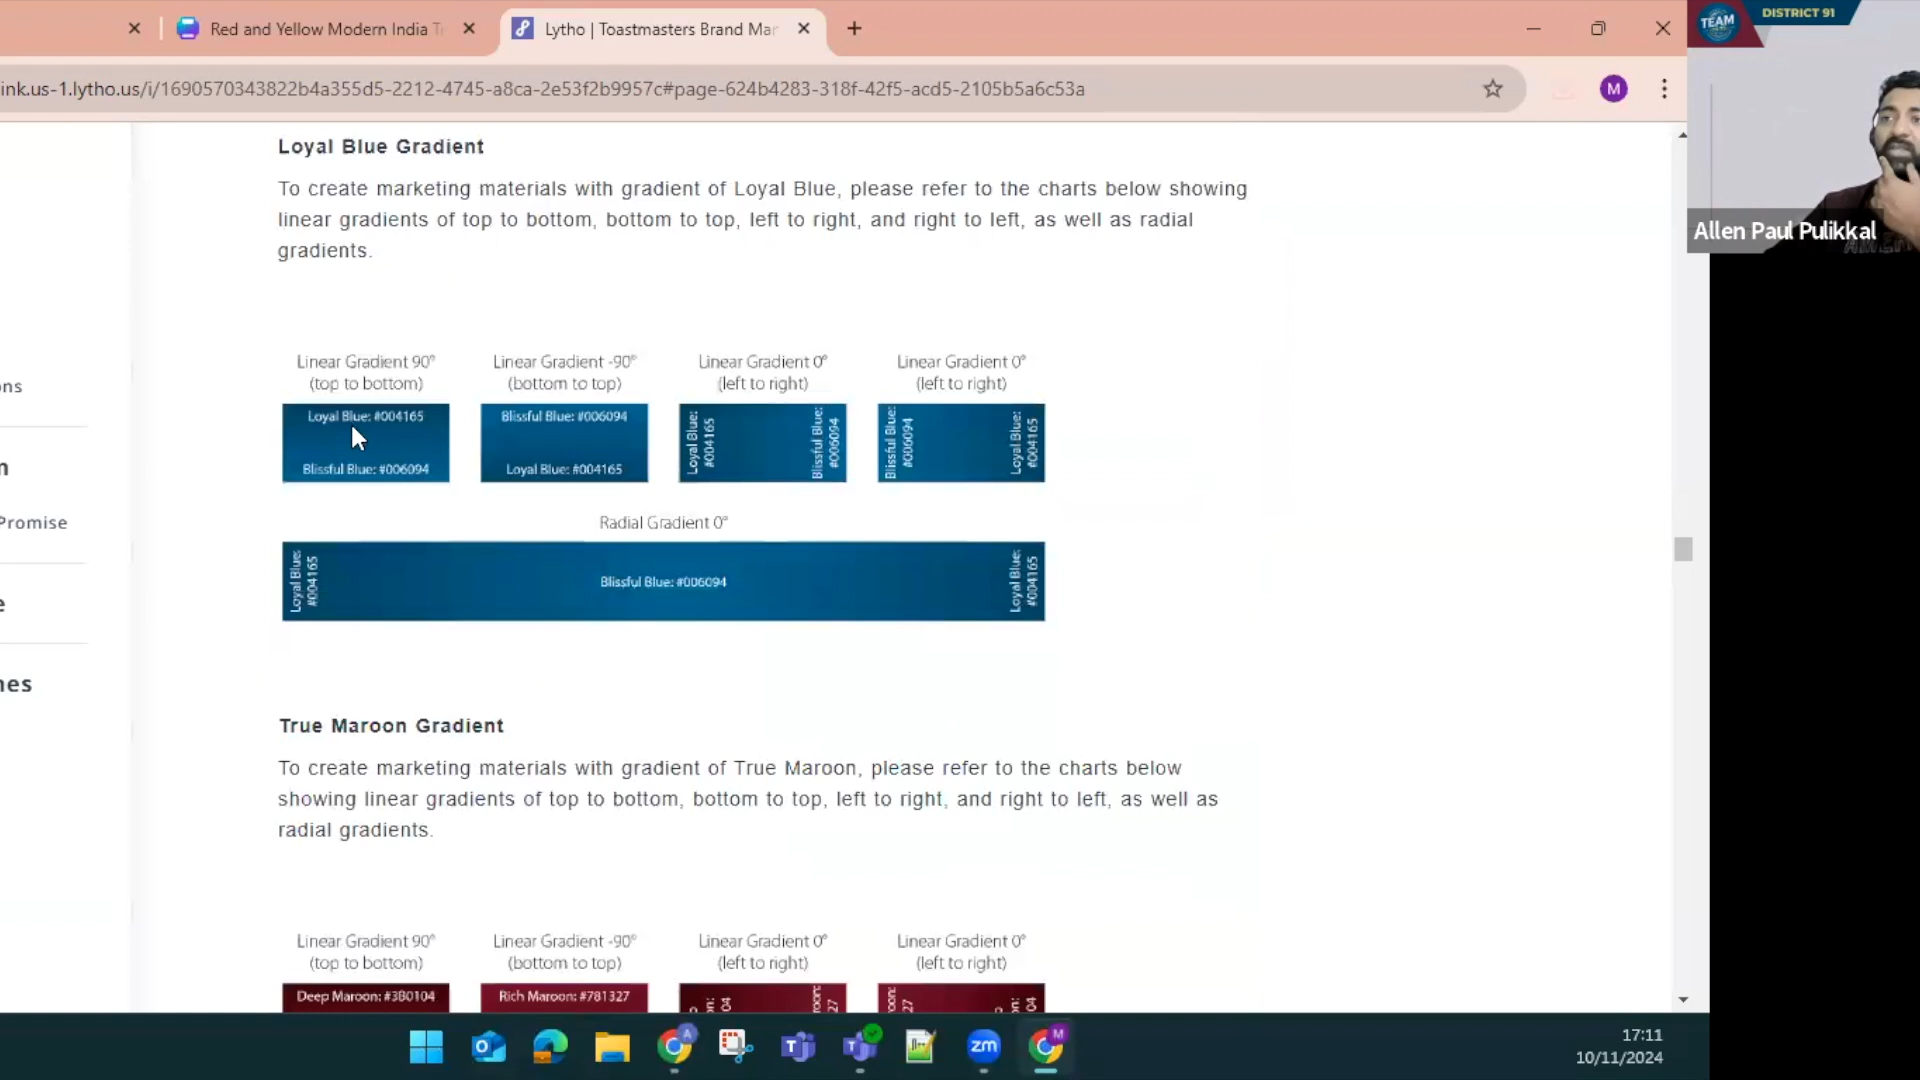 Red and Yellow Modern India T
Lytho | Toastmasters Brand Mar
TEAM
DISTRICT 91
ink.us-1.lytho.us/i/1690570343822b4a355d5-2212-4745-a8ca-2e53f2b9957c#page-624b4283-318f-42f5-acd5-2105b5a6c53a
M
Allen Paul Pulikkal
ons
n
Promise
e
nes
Loyal Blue Gradient
To create marketing materials with gradient of Loyal Blue, please refer to the charts below showing
linear gradients of top to bottom, bottom to top, left to right, and right to left, as well as radial
gradients.
Linear Gradient 90°
(top to bottom)
Loyal Blue: #004165
Blissful Blue: #006094
Linear Gradient -90°
(bottom to top)
Blissful Blue: #006094
Loyal Blue: #004165
Linear Gradient 0°
(left to right)
Loyal Blue:
#004165
Blissful Blue:
#006094
Linear Gradient 0°
(left to right)
Blissful Blue:
#006094
Loyal Blue:
#004165
Radial Gradient 0°
Loyal Blue:
#004165
Blissful Blue: #006094
Loyal Blue:
#004165
True Maroon Gradient
To create marketing materials with gradient of True Maroon, please refer to the charts below
showing linear gradients of top to bottom, bottom to top, left to right, and right to left, as well as
radial gradients.
Linear Gradient 90°
(top to bottom)
Deep Maroon: #380104
Linear Gradient -90°
(bottom to top)
Rich Maroon: #781327
Linear Gradient 0°
(left to right)
on:
04
oon:
27
Linear Gradient 0°
(left to right)
27
on:
04
zm
M
17:11
10/11/2024